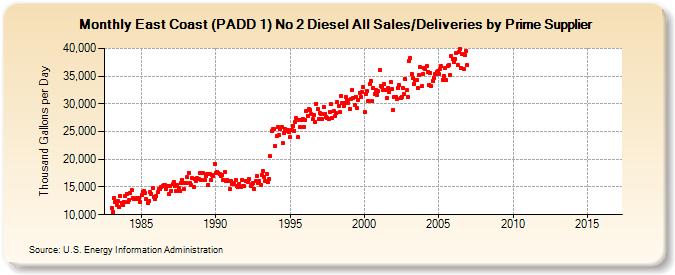 Monthly East Coast (PADD 1) No 2 Diesel All Sales/Deliveries by Prime Supplier
Thousand Gallons per Day
40,000
35,000
30,000
25,000
20,000
15,000
10,000
1985 1990 1995 2000 2005 2010 2015
Source: U.S. Energy Information Administration